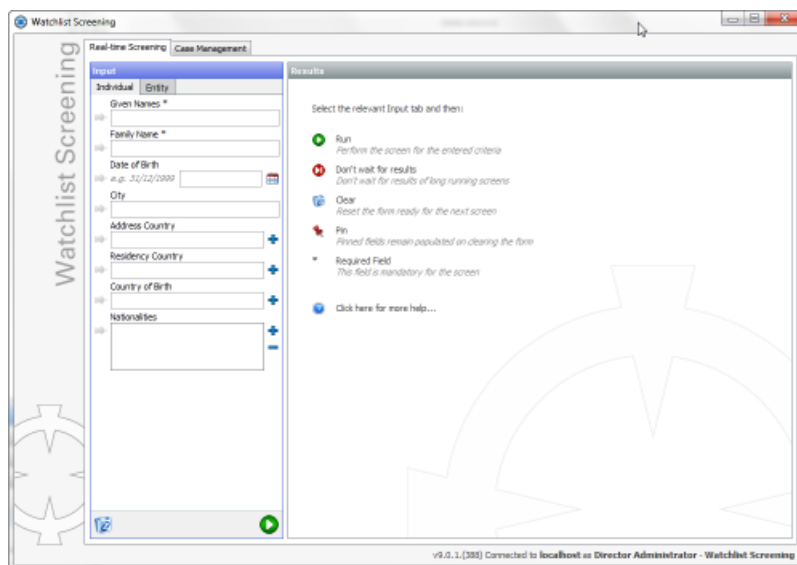 Watchlist Screening
Watchlist Screening
Real-time Screening Case Management
Input
Individual Entity
Given Names *
Family Name *
Date of Birth
e.g. 31/12/1999
City
Address Country
Residency Country
Country of Birth
Nationalities
Results
Select the relevant Input tab and then:
Run
Perform the screen for the entered criteria
Don't wait for results
Don't wait for results of long running screens
Clear
Reset the form ready for the next screen
Pin
Pinned fields remain populated on clearing the form
* Required Field
This field is mandatory for the screen
Click here for more help...
v9.0.1.(388) Connected to localhost as Director Administrator - Watchlist Screening